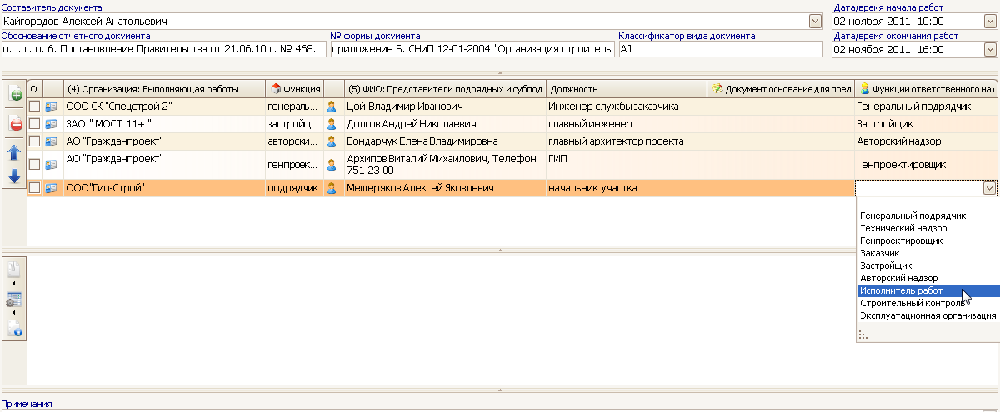 Составитель документа
Дата/время начала работ
Кайгородов Алексей Анатольевич
02 ноября 2011 10:00
Обоснование отчетного документа
№ формы документа
Классификатор вида документа
Дата/время окончания работ
п.п. г. п. 6. Постановление Правительства от 21.06.10 г. № 468.
приложение Б. СНиП 12-01-2004 "Организация строительс
AJ
02 ноября 2011 16:00
О (4) Организация: Выполняющая работы Функция (5) ФИО: Представители подрядных и субпод Должность Документ основание для пред Функции ответственного на о
ООО СК "Спецстрой 2" генераль... Цой Владимир Иванович Инженер службы заказчика Генеральный подрядчик
ЗАО " МОСТ 11+ " застройщ... Долгов Андрей Николаевич главный инженер Застройщик
АО "Гражданпроект" авторски... Бондарчук Елена Владимировна главный архитектор проекта Авторский надзор
АО "Гражданпроект" генпроек... Архипов Виталий Михаилович, Телефон: ГИП Генпроектировщик
751-23-00
ООО"Гип-Строй" подрядчик Мещеряков Алексей Яковлевич начальник участка
Генеральный подрядчик
Технический надзор
Генпроектировщик
Заказчик
Застройщик
Авторский надзор
Исполнитель работ
Строительный контроль
Эксплуатационная организация
Примечания